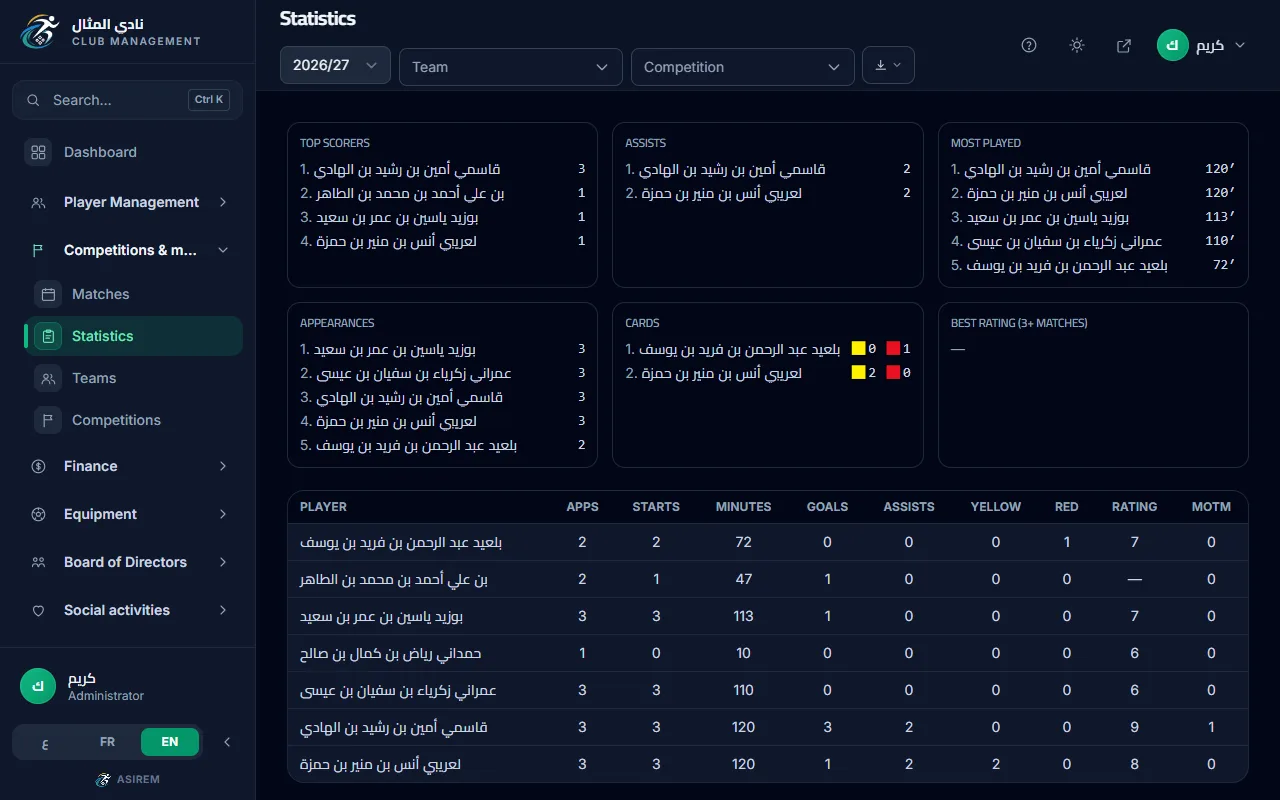 نادي المثال
CLUB MANAGEMENT
Search...
Ctrl K
Dashboard
Player Management
Competitions & m...
Matches
Statistics
Teams
Competitions
Finance
Equipment
Board of Directors
Social activities
ك
كريم
Administrator
ع
FR
EN
ASIREM
Statistics
2026/27
Team
Competition
ك
كريم
TOP SCORERS
1. قاسمي أمين بن رشيد بن الهادي 3
2. بن علي أحمد بن محمد بن الطاهر 1
3. بوزيد ياسين بن عمر بن سعيد 1
4. لعريبي أنس بن منير بن حمزة 1
ASSISTS
1. قاسمي أمين بن رشيد بن الهادي 2
2. لعريبي أنس بن منير بن حمزة 2
MOST PLAYED
1. قاسمي أمين بن رشيد بن الهادي 120′
2. لعريبي أنس بن منير بن حمزة 120′
3. بوزيد ياسين بن عمر بن سعيد 113′
4. عمراني زكرياء بن سفيان بن عيسى 110′
5. بلعيد عبد الرحمن بن فريد بن يوسف 72′
APPEARANCES
1. بوزيد ياسين بن عمر بن سعيد 3
2. عمراني زكرياء بن سفيان بن عيسى 3
3. قاسمي أمين بن رشيد بن الهادي 3
4. لعريبي أنس بن منير بن حمزة 3
5. بلعيد عبد الرحمن بن فريد بن يوسف 2
CARDS
1. بلعيد عبد الرحمن بن فريد بن يوسف 0 1
2. لعريبي أنس بن منير بن حمزة 2 0
BEST RATING (3+ MATCHES)
—
PLAYER APPS STARTS MINUTES GOALS ASSISTS YELLOW RED RATING MOTM
بلعيد عبد الرحمن بن فريد بن يوسف 2 2 72 0 0 0 1 7 0
بن علي أحمد بن محمد بن الطاهر 2 1 47 1 0 0 0 — 0
بوزيد ياسين بن عمر بن سعيد 3 3 113 1 0 0 0 7 0
حمداني رياض بن كمال بن صالح 1 0 10 0 0 0 0 6 0
عمراني زكرياء بن سفيان بن عيسى 3 3 110 0 0 0 0 6 0
قاسمي أمين بن رشيد بن الهادي 3 3 120 3 2 0 0 9 1
لعريبي أنس بن منير بن حمزة 3 3 120 1 2 2 0 8 0